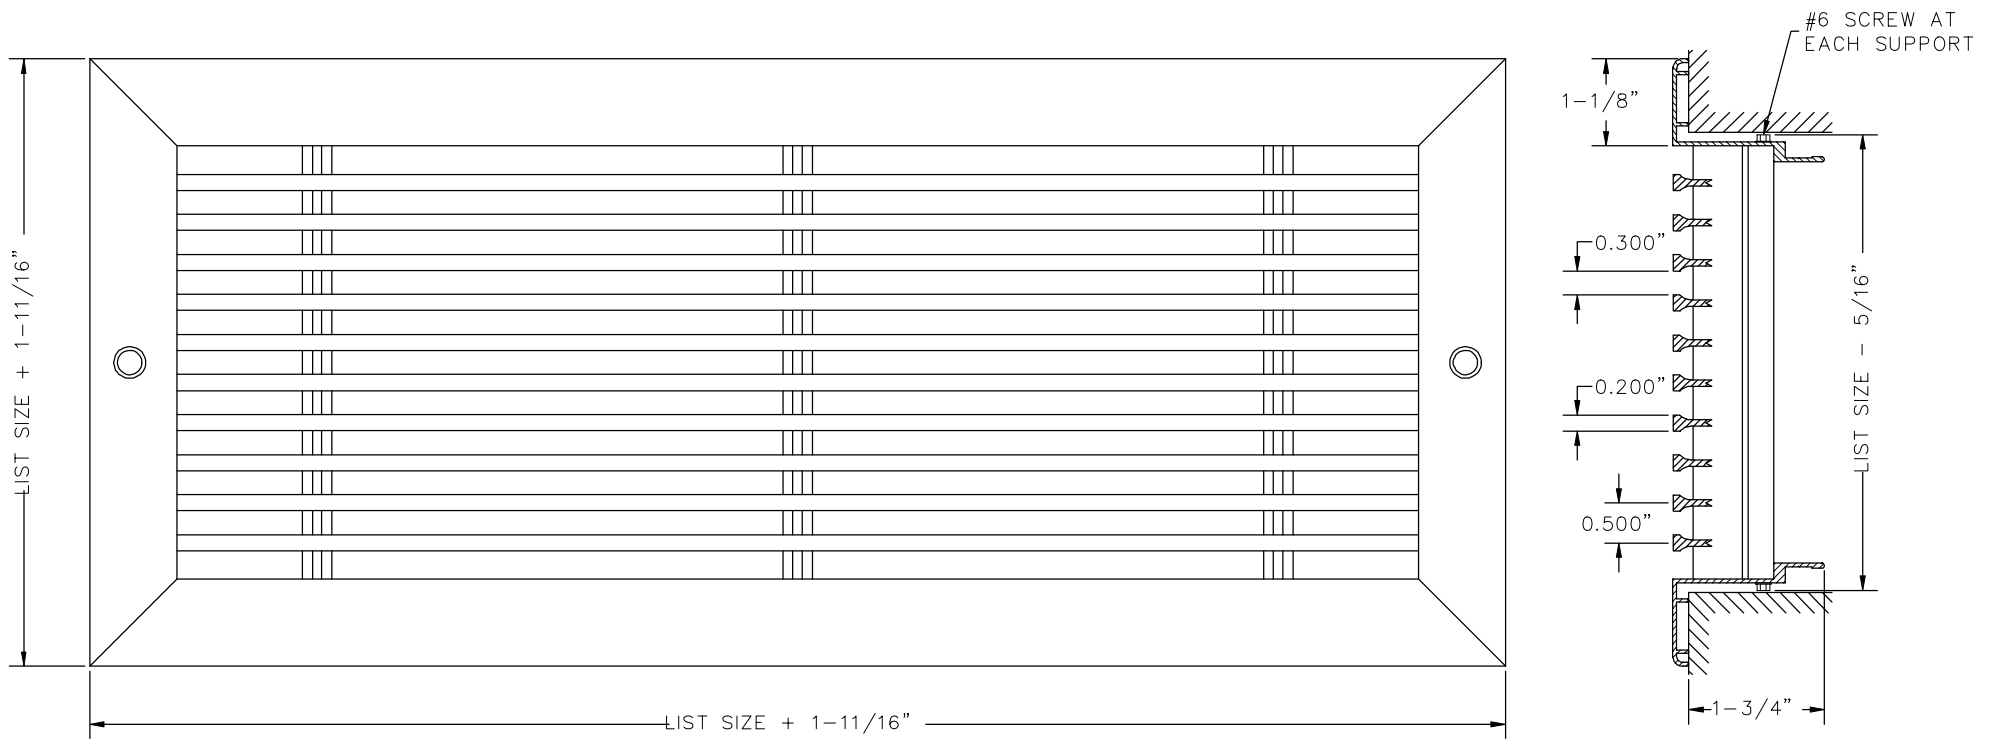 #6 SCREW AT
EACH SUPPORT
1-1/8”
LIST SIZE + 1-11/16”
0.300”
LIST SIZE - 5/16”
0.200”
0.500”
LIST SIZE + 1-11/16”
1-3/4”